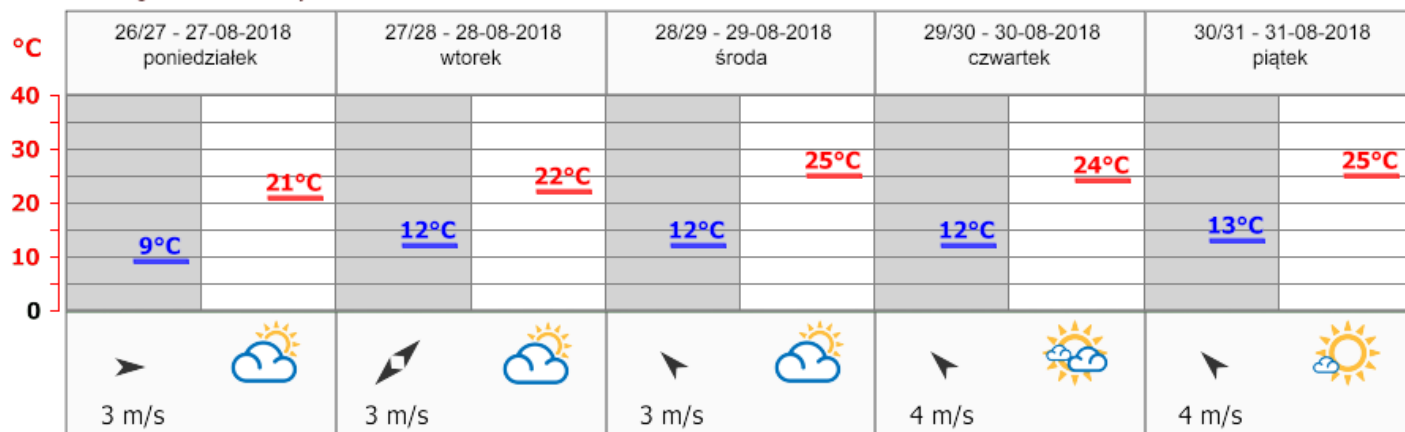 26/27 - 27-08-2018
poniedziałek
27/28 - 28-08-2018
wtorek
28/29 - 29-08-2018
środa
29/30 - 30-08-2018
czwartek
30/31 - 31-08-2018
piątek
°C
40
30
20
10
0
9°C
21°C
12°C
22°C
12°C
25°C
12°C
24°C
13°C
25°C
3 m/s
3 m/s
3 m/s
4 m/s
4 m/s